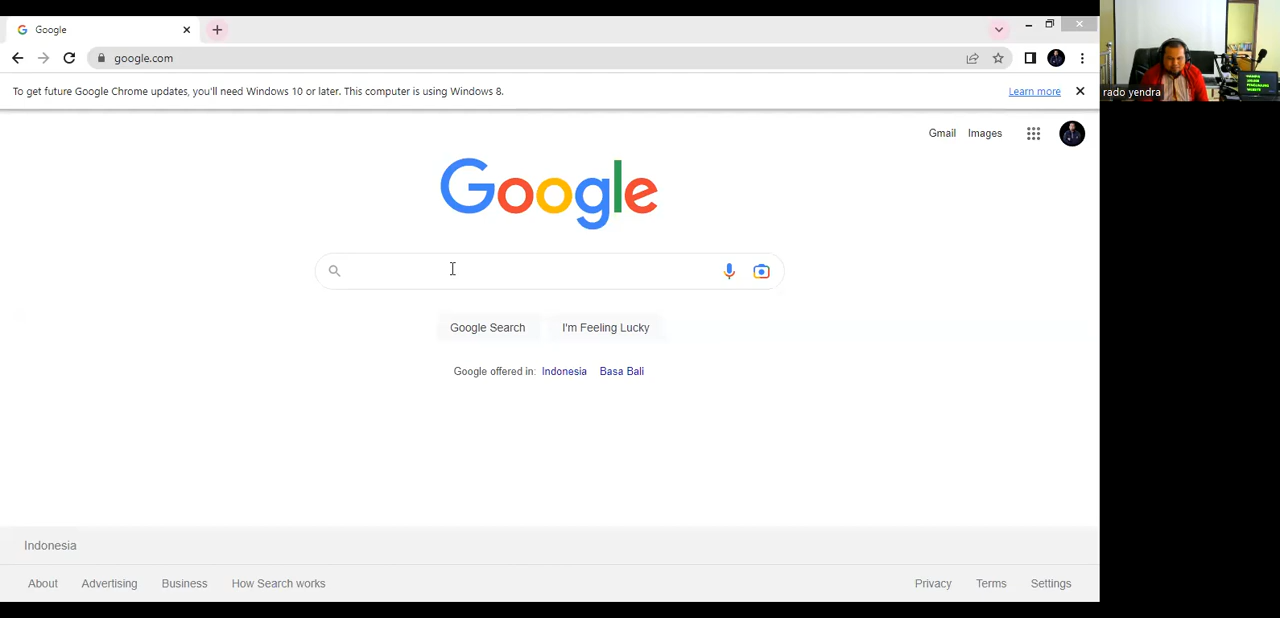 Google
google.com
To get future Google Chrome updates, you'll need Windows 10 or later. This computer is using Windows 8.
Learn more
rado yendra
Gmail Images
Google
Google Search I'm Feeling Lucky
Google offered in: Indonesia Basa Bali
Indonesia
About Advertising Business How Search works
Privacy Terms Settings